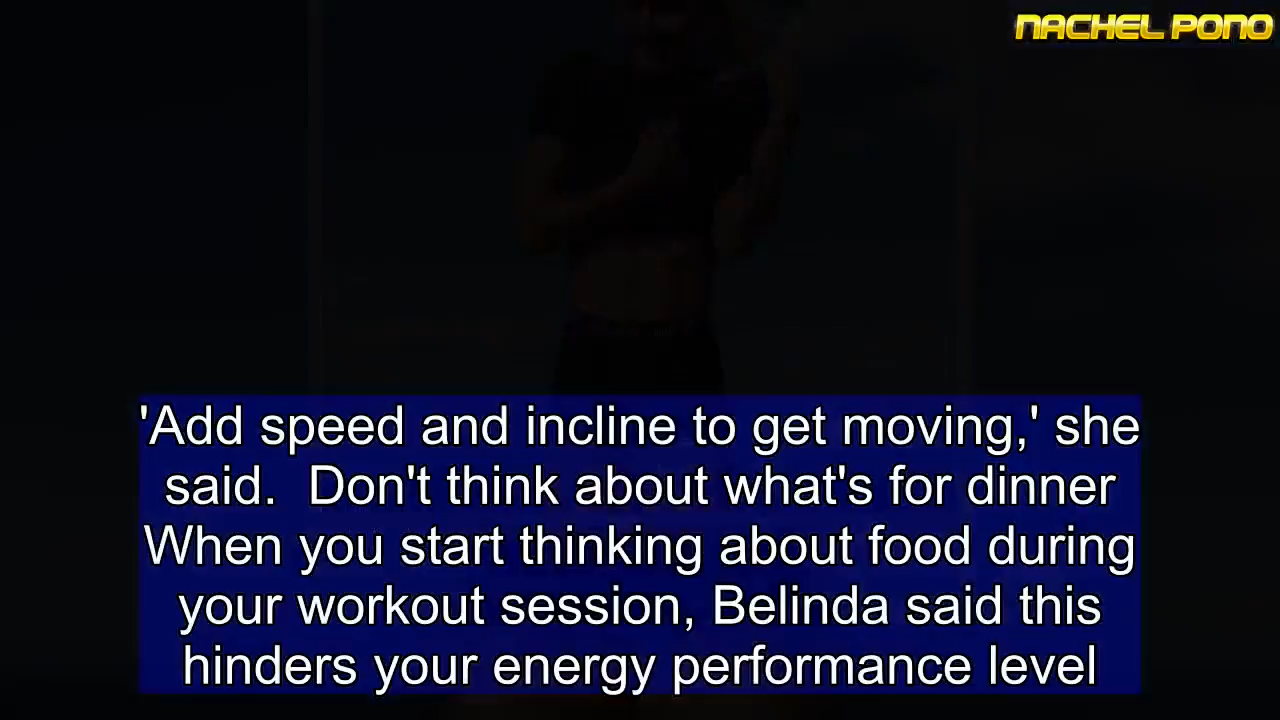 NACHEL PONO
'Add speed and incline to get moving,' she
said.  Don't think about what's for dinner
When you start thinking about food during
your workout session, Belinda said this
hinders your energy performance level